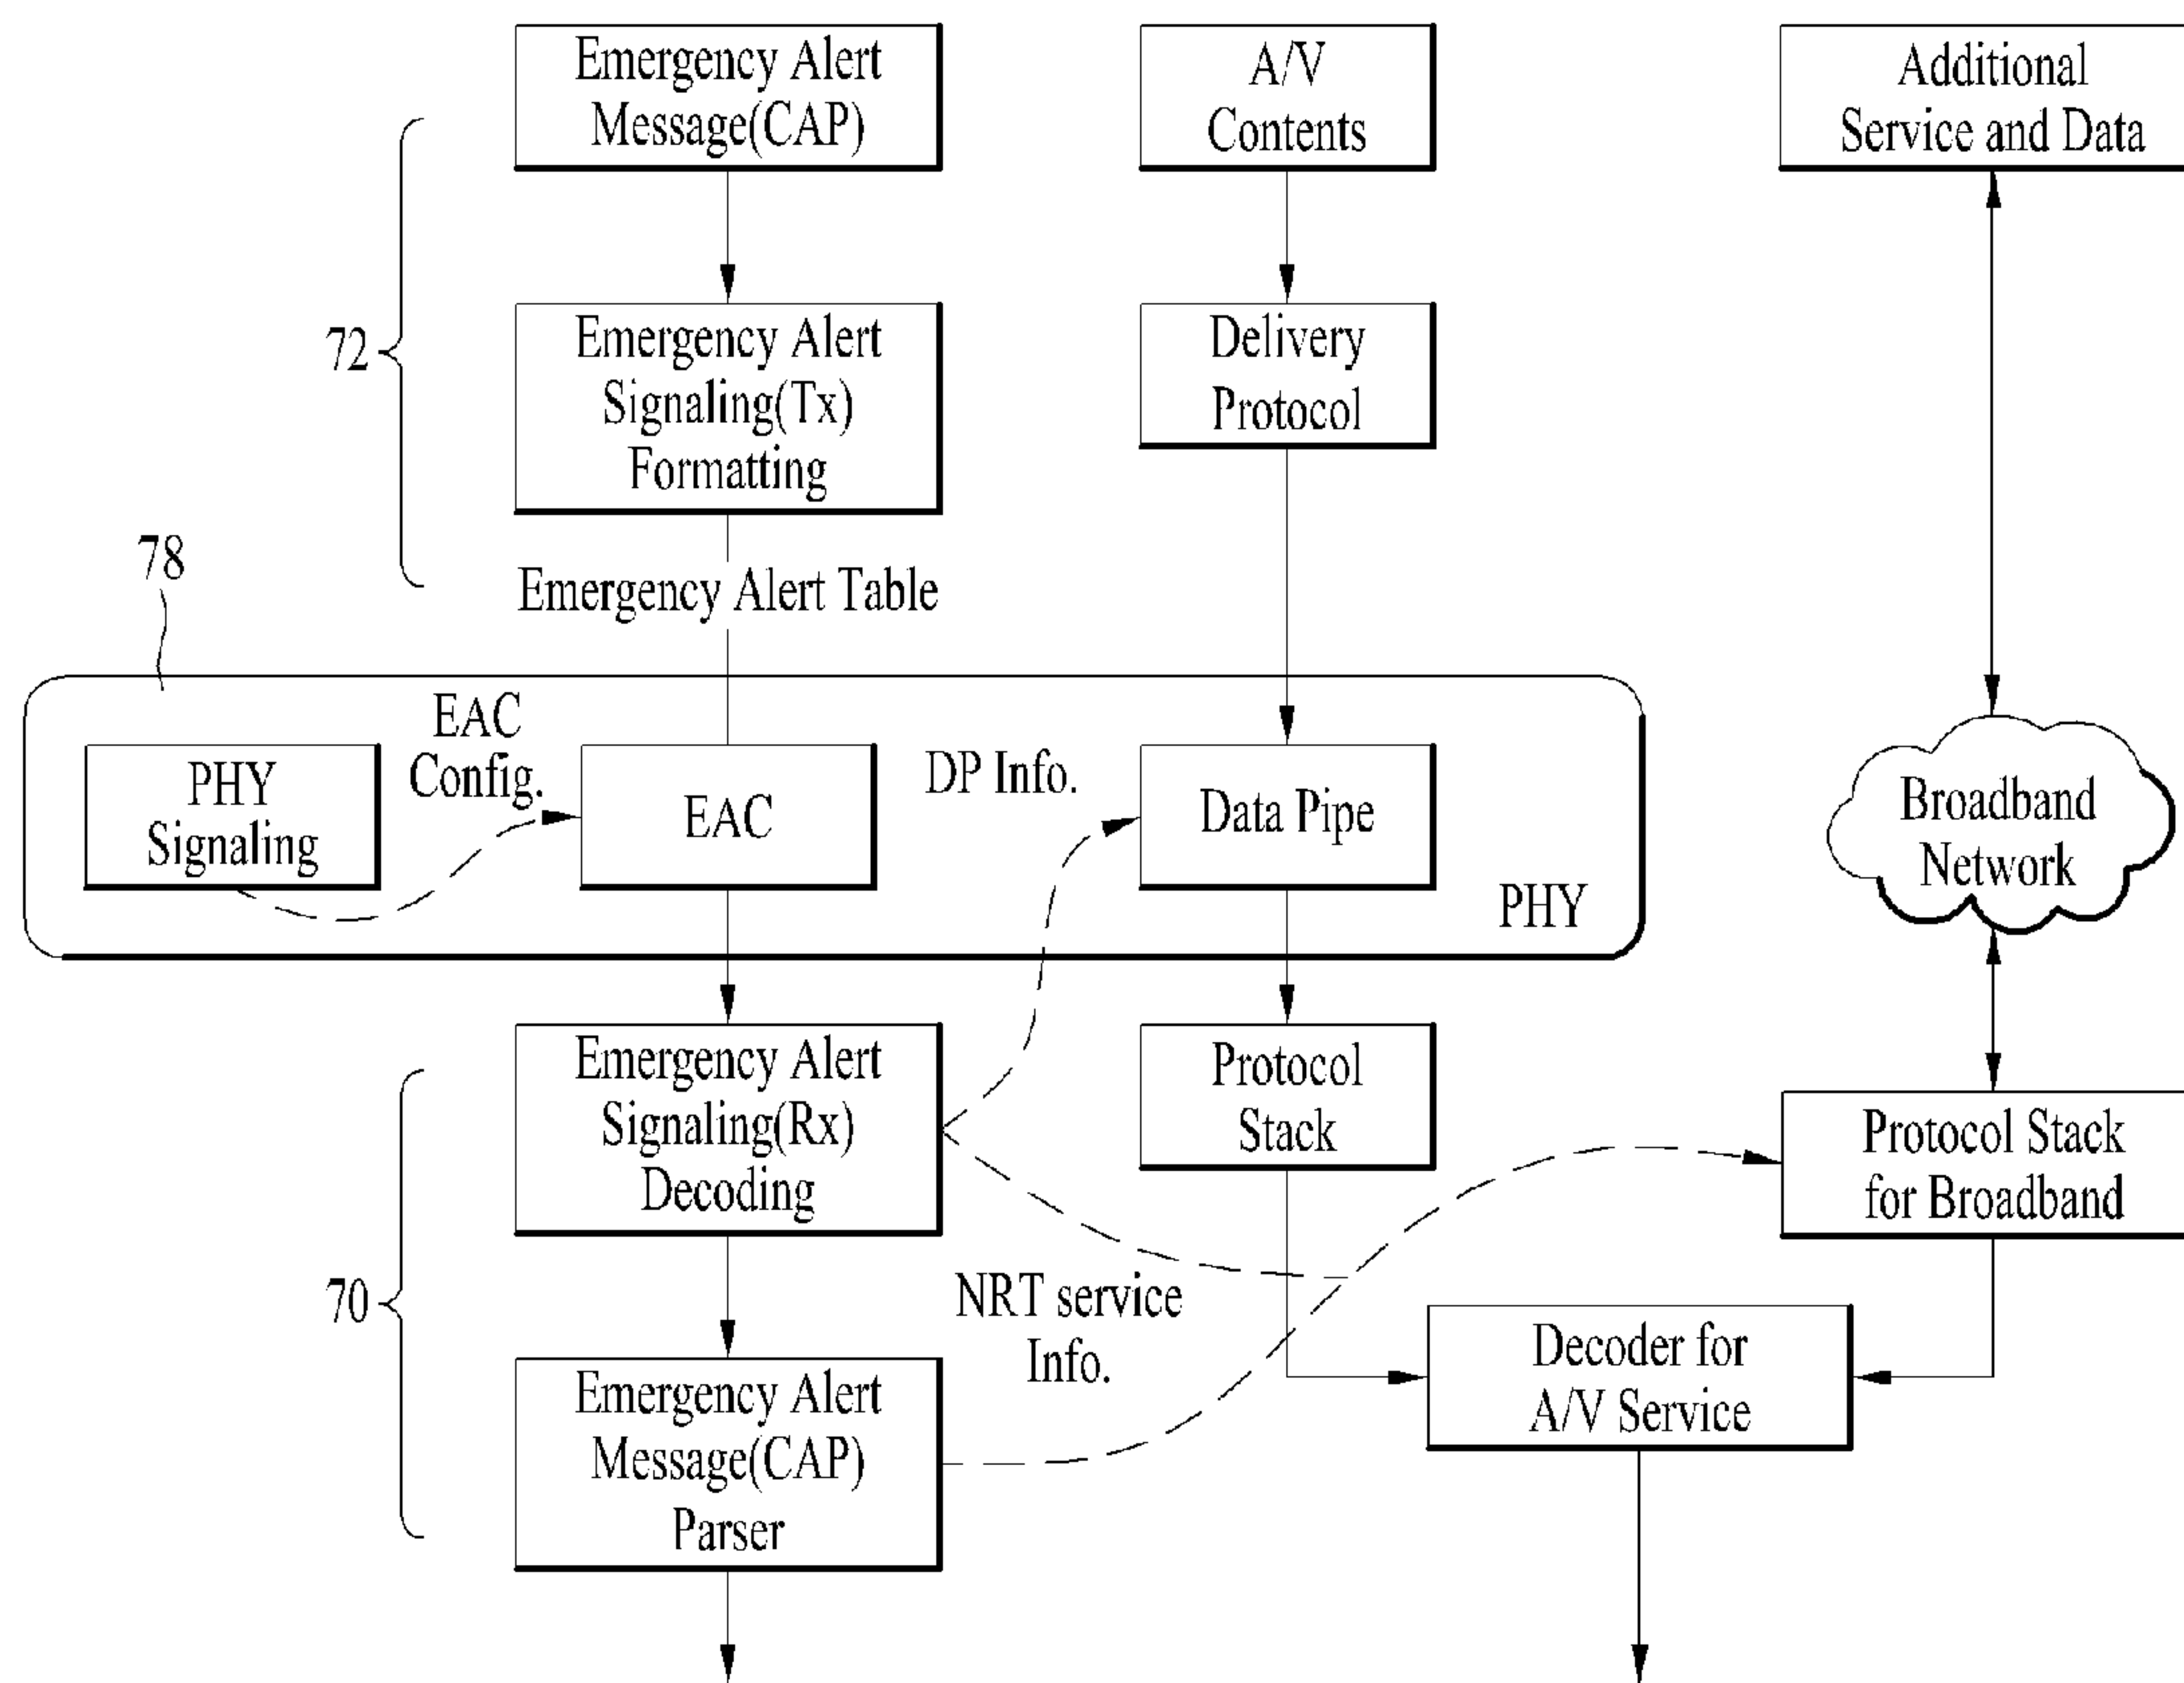 Emergency Alert
Message(CAP)
A/V
Contents
Additional
Service and Data
72
Emergency Alert
Signaling(Tx)
Formatting
Delivery
Protocol
78
Emergency Alert Table
EAC
Config.
PHY
Signaling
EAC
DP Info.
Data Pipe
PHY
Broadband
Network
70
Emergency Alert
Signaling(Rx)
Decoding
Protocol
Stack
Protocol Stack
for Broadband
NRT service
Info.
Decoder for
A/V Service
Emergency Alert
Message(CAP)
Parser